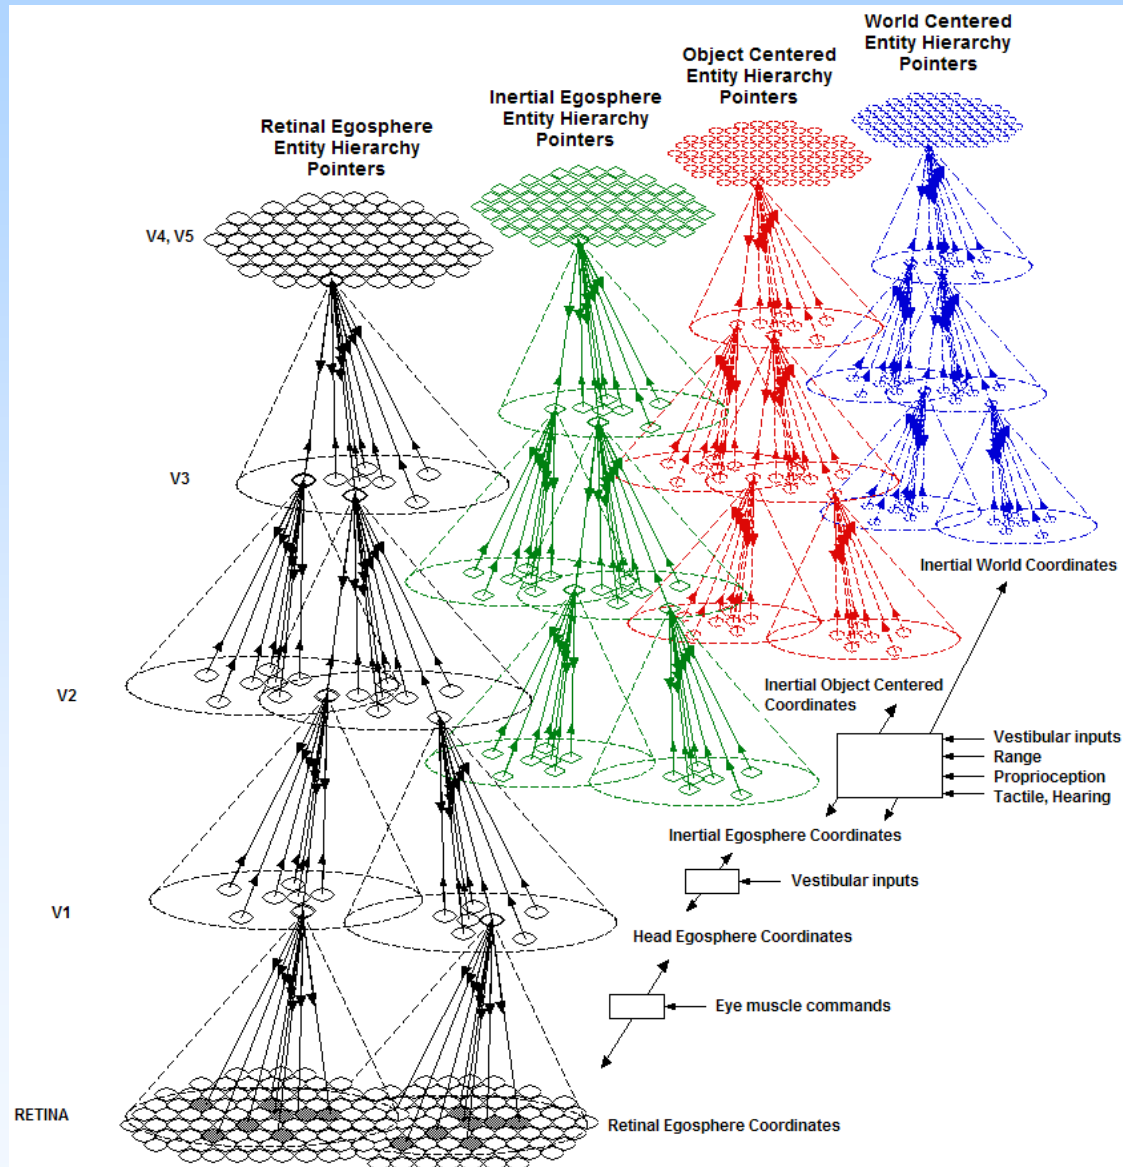 World Centered
Entity Hierarchy
Pointers
Object Centered
Entity Hierarchy
Pointers
Inertial Egosphere
Entity Hierarchy
Pointers
Retinal Egosphere
Entity Hierarchy
Pointers
V4, V5
V3
Inertial World Coordinates
V2
Inertial Object Centered
Coordinates
Vestibular inputs
Range
Proprioception
Tactile, Hearing
Inertial Egosphere Coordinates
Vestibular inputs
V1
Head Egosphere Coordinates
Eye muscle commands
RETINA
Retinal Egosphere Coordinates